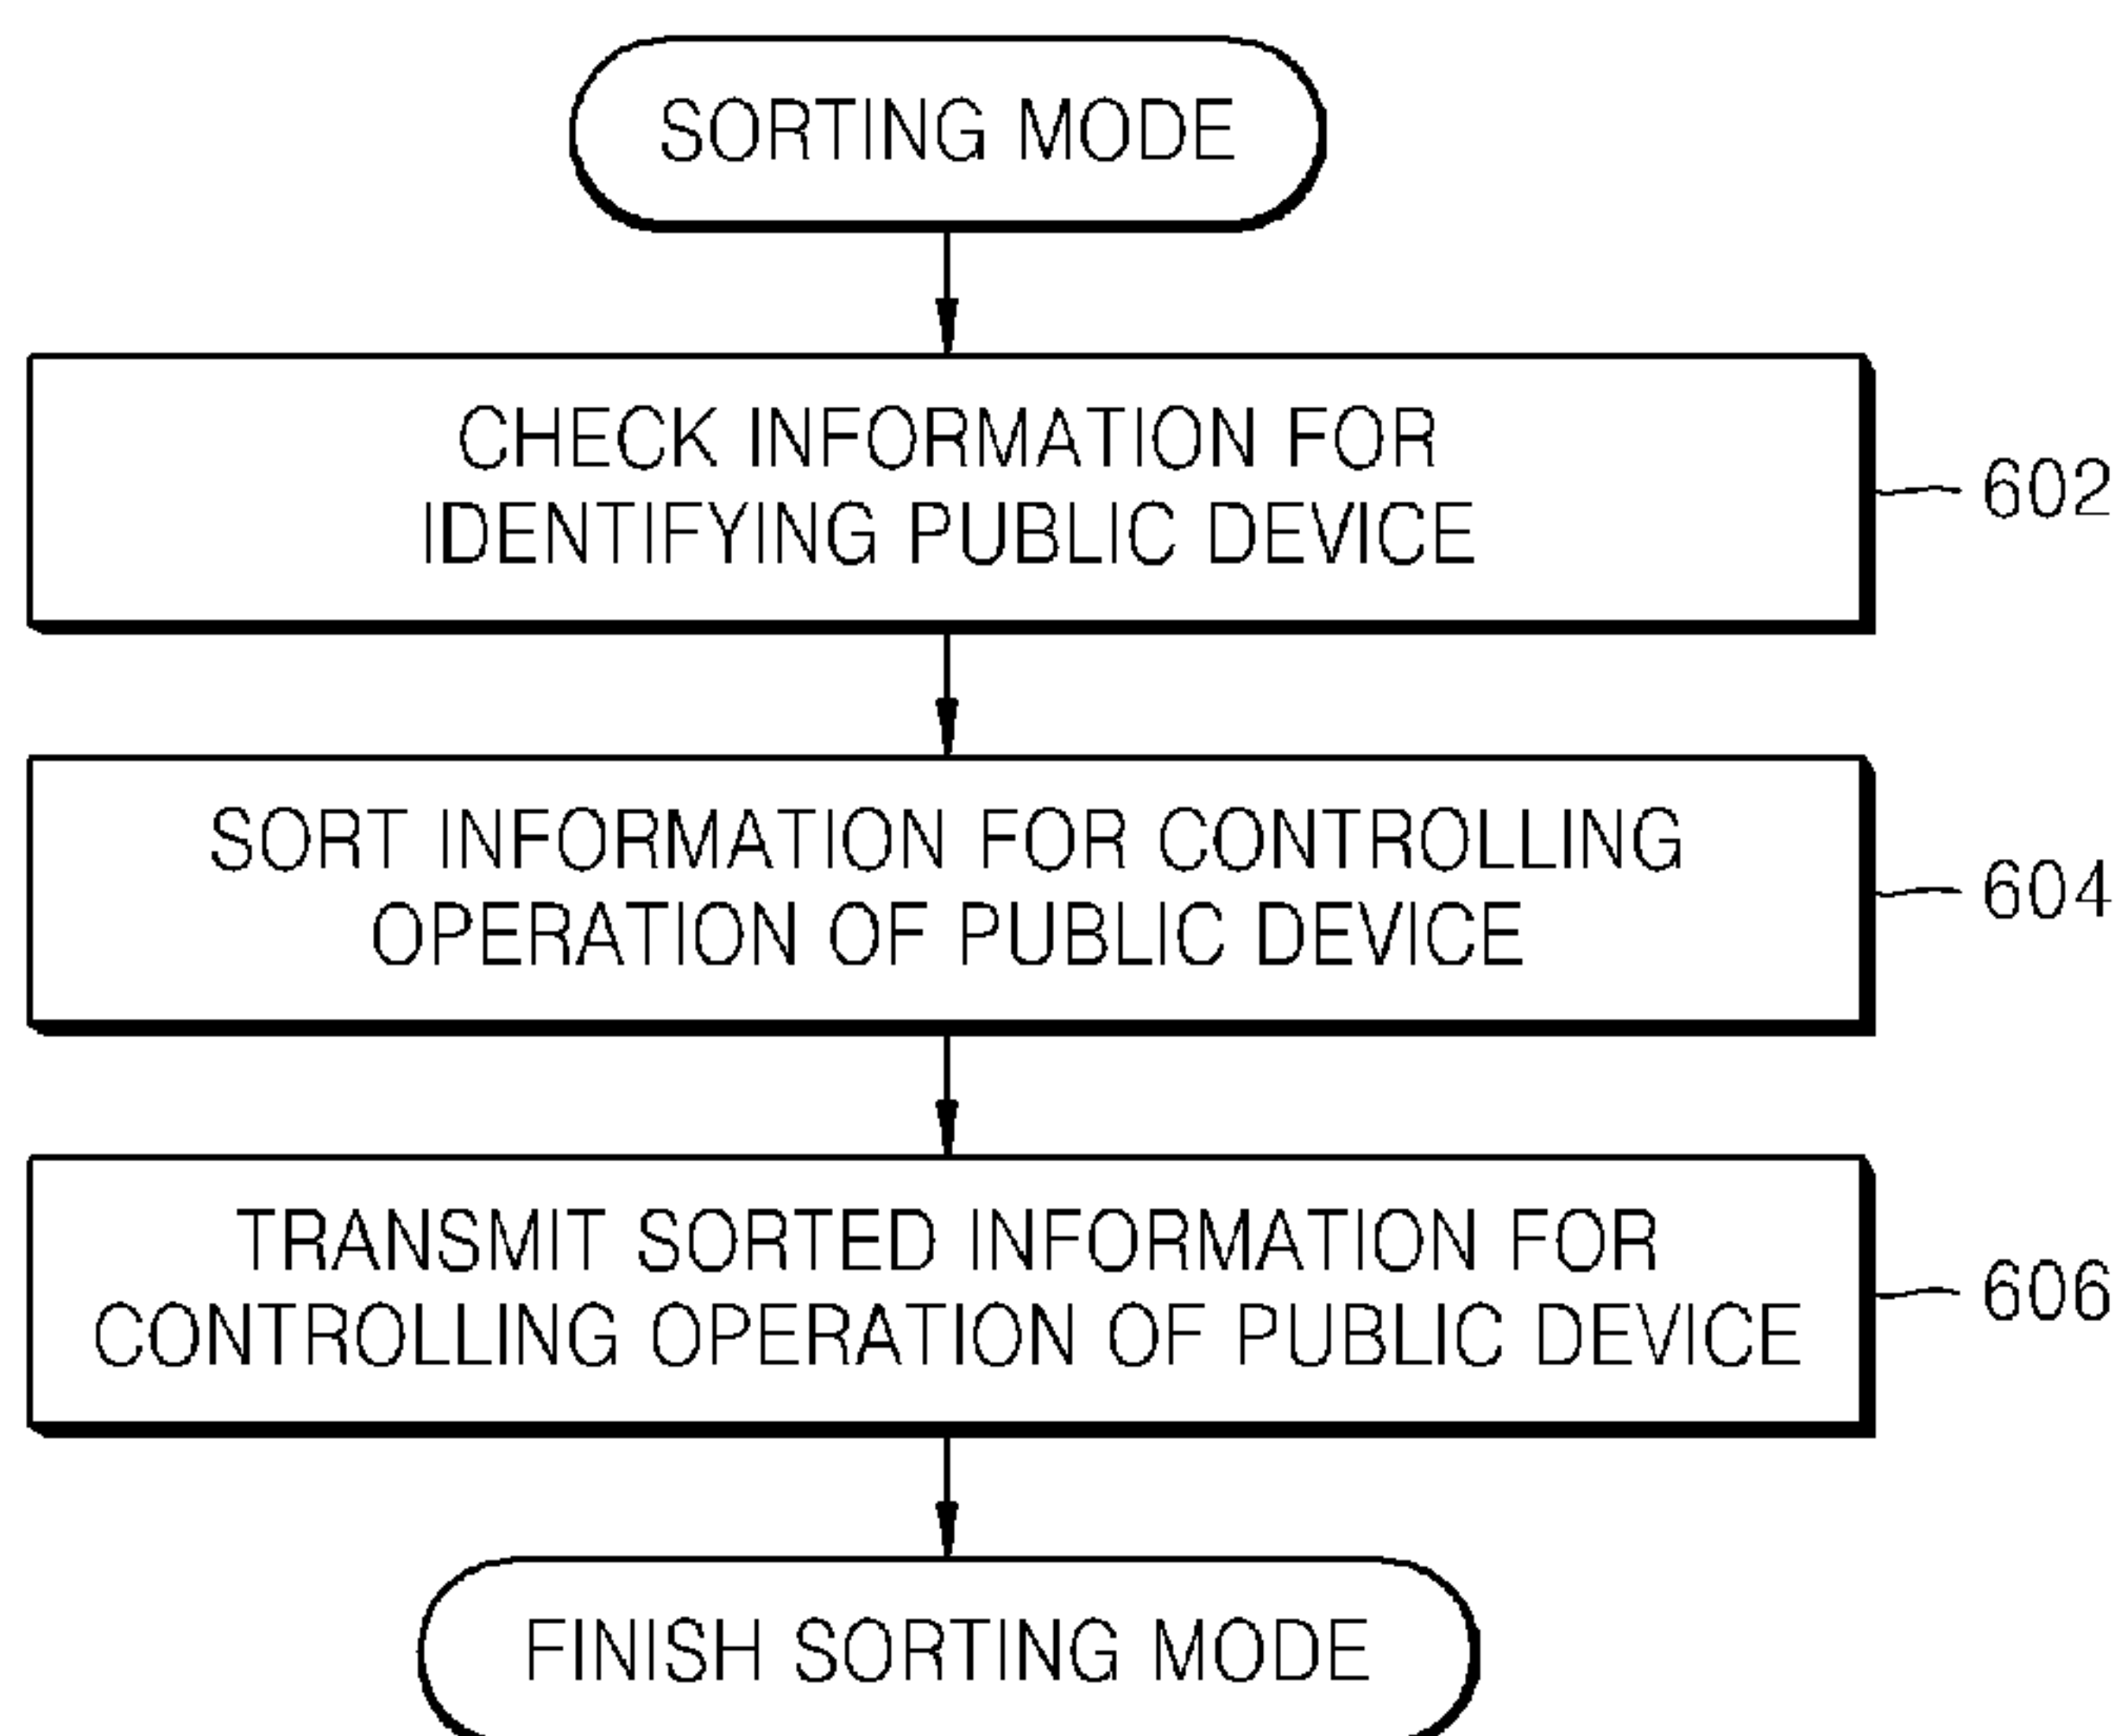 SORTING MODE
CHECK INFORMATION FOR
IDENTIFYING PUBLIC DEVICE
602
SORT INFORMATION FOR CONTROLLING
OPERATION OF PUBLIC DEVICE
604
TRANSMIT SORTED INFORMATION FOR
CONTROLLING OPERATION OF PUBLIC DEVICE
606
FINISH SORTING MODE